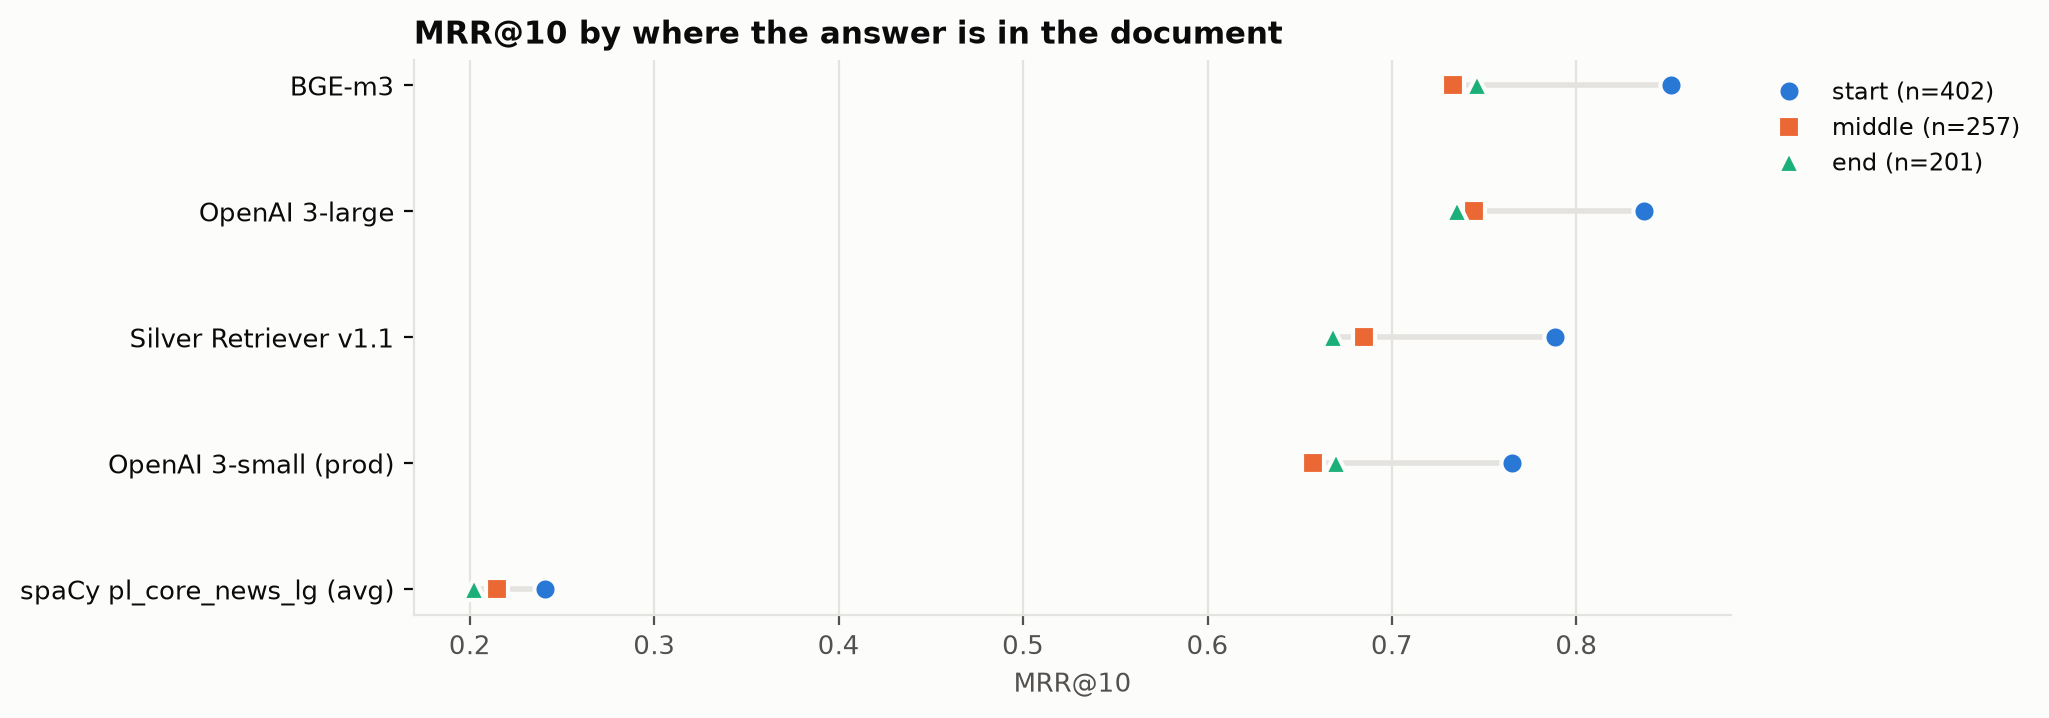 MRR@10 by where the answer is in the document
BGE-m3
OpenAI 3-large
Silver Retriever v1.1
OpenAI 3-small (prod)
spaCy pl_core_news_lg (avg)
start (n=402)
middle (n=257)
end (n=201)
0.2 0.3 0.4 0.5 0.6 0.7 0.8
MRR@10